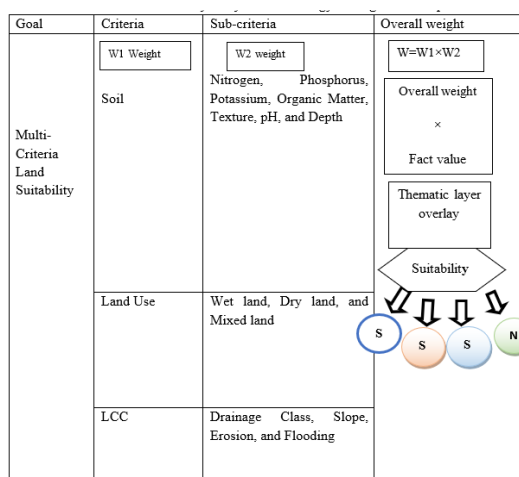 Goal
Criteria
Sub-criteria
Overall weight
W1 Weight
W2 weight
W=W1×W2
Multi-
Criteria
Land
Suitability
Soil
Nitrogen, Phosphorus,
Potassium, Organic Matter,
Texture, pH, and Depth
Overall weight
×
Fact value
Thematic layer
overlay
Suitability
S
S
S
N
Land Use
Wet land, Dry land, and
Mixed land
LCC
Drainage Class, Slope,
Erosion, and Flooding